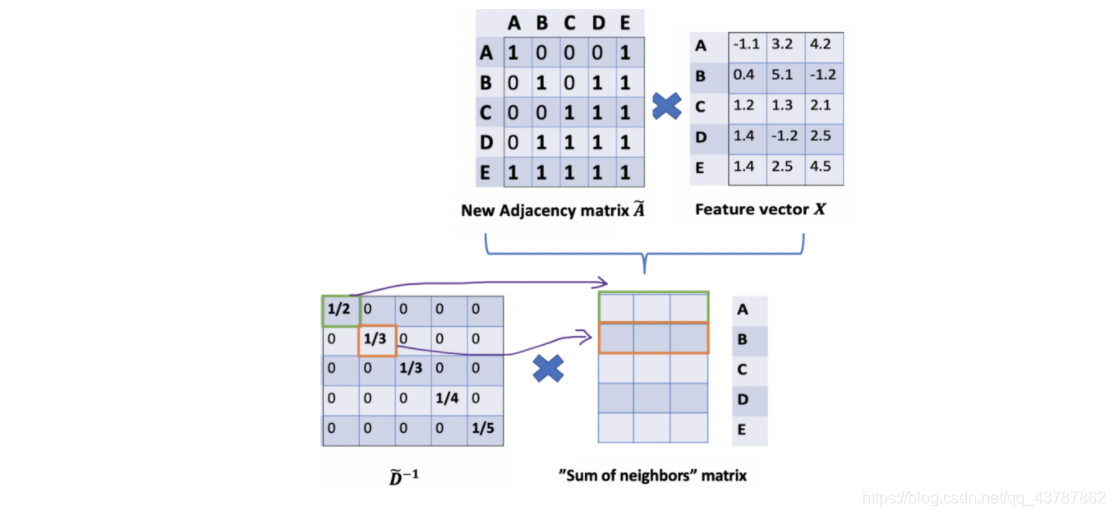 A B C D E
A 1 0 0 0 1
B 0 1 0 1 1
C 0 0 1 1 1
D 0 1 1 1 1
E 1 1 1 1 1
New Adjacency matrix Ã
A -1.1 3.2 4.2
B 0.4 5.1 -1.2
C 1.2 1.3 2.1
D 1.4 -1.2 2.5
E 1.4 2.5 4.5
Feature vector X
1/2 0 0 0 0
0 1/3 0 0 0
0 0 1/3 0 0
0 0 0 1/4 0
0 0 0 0 1/5
D̃⁻¹
A
B
C
D
E
”Sum of neighbors” matrix
https://blog.csdn.net/qq_43787862